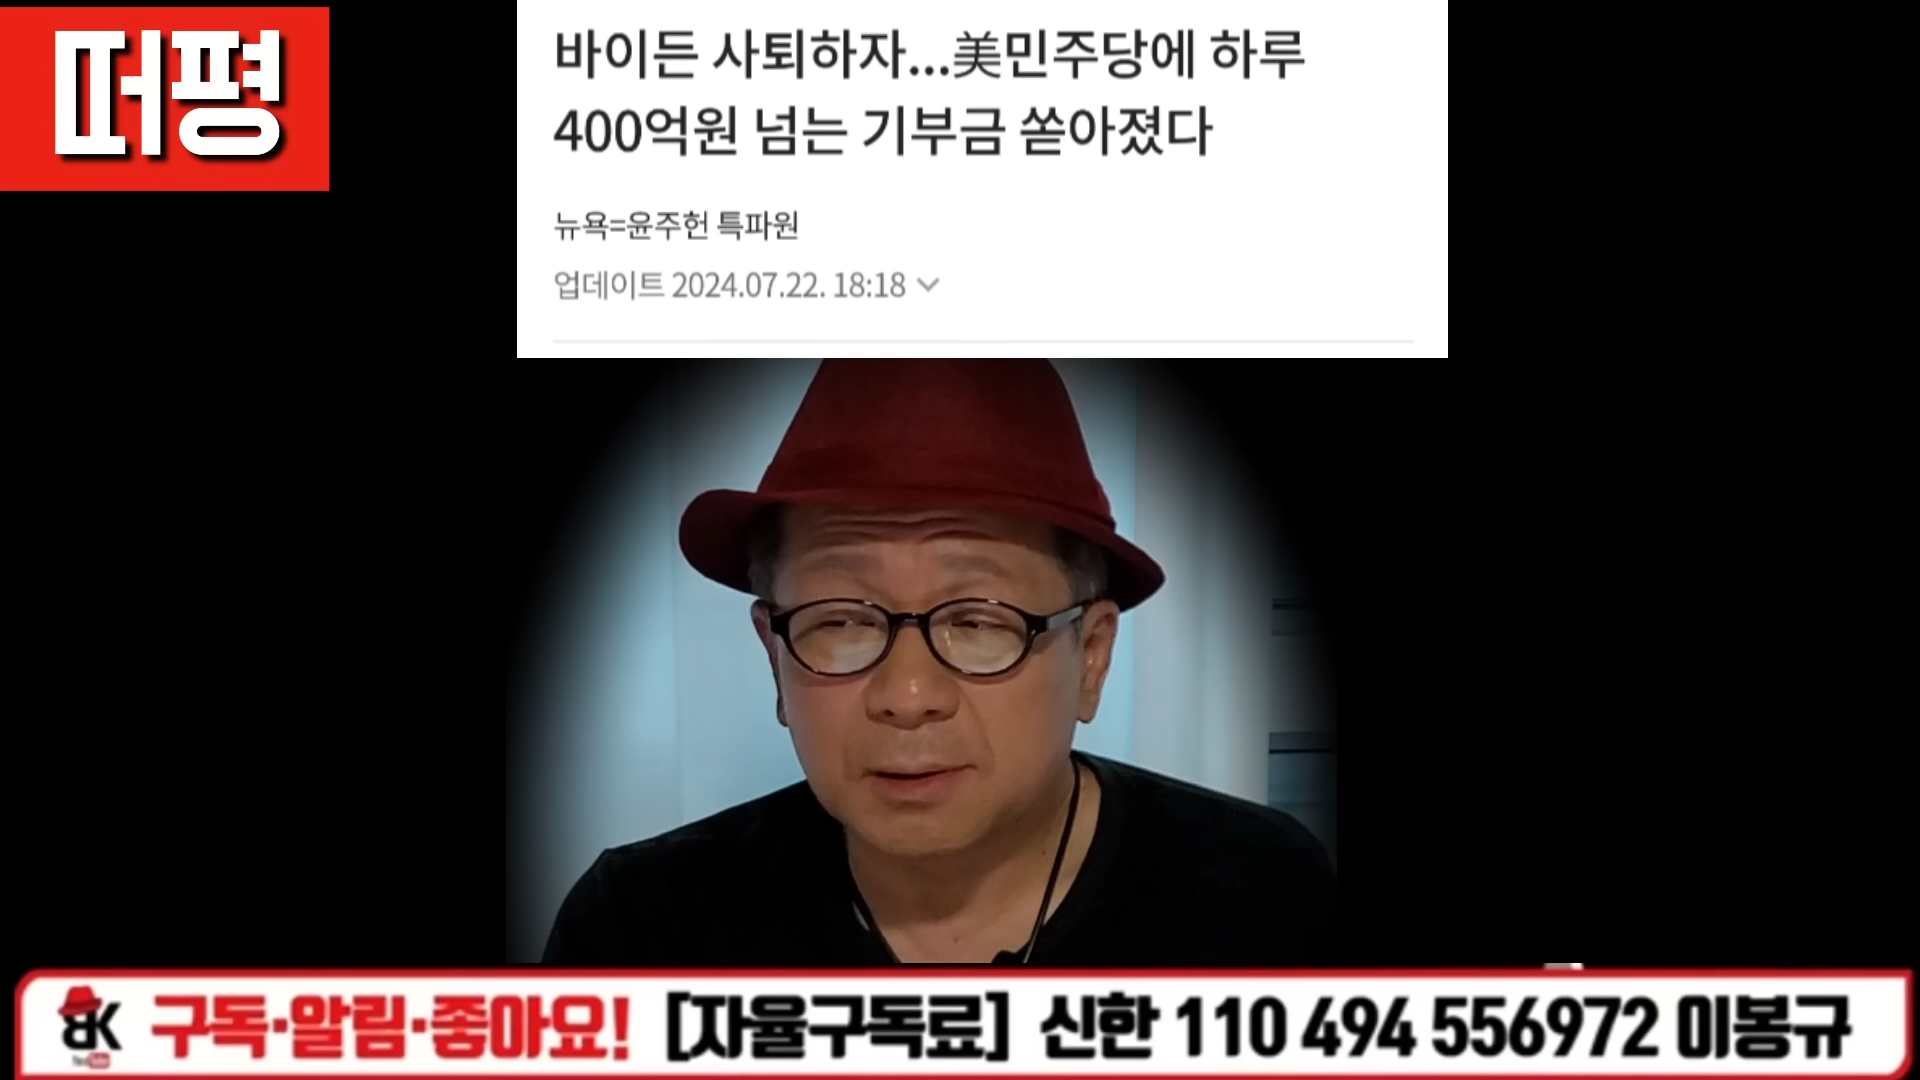 떠평
바이든 사퇴하자...美민주당에 하루
400억원 넘는 기부금 쏟아졌다
뉴욕=윤주헌 특파원
업데이트 2024.07.22. 18:18
BK 구독·알림·좋아요! [자율구독료] 신한 110 494 556972 이봉규
YouTube